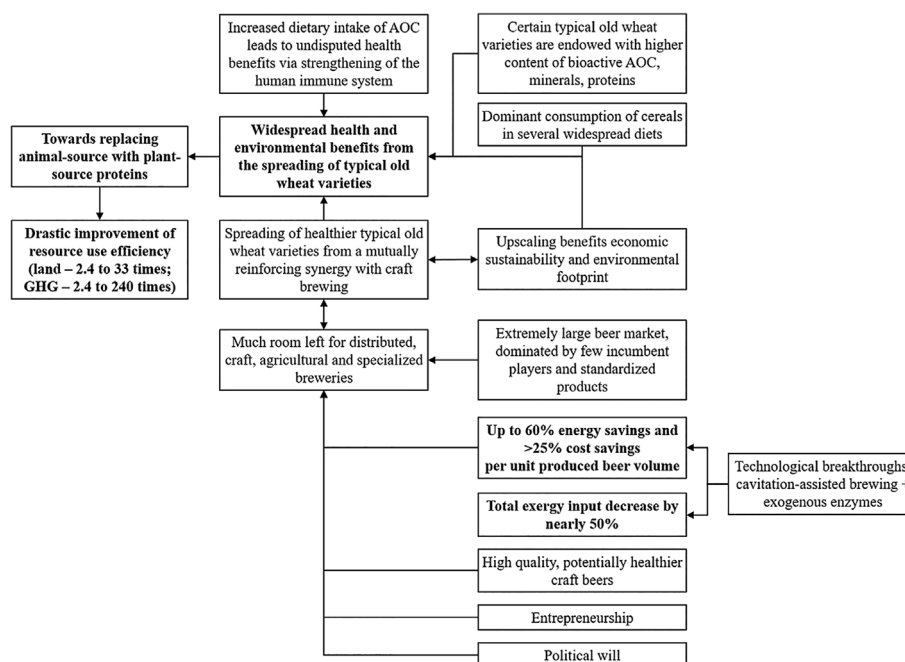 Increased dietary intake of AOC
leads to undisputed health
benefits via strengthening of the
human immune system
Certain typical old wheat
varieties are endowed with higher
content of bioactive AOC,
minerals, proteins
Dominant consumption of cereals
in several widespread diets
Towards replacing
animal-source with plant-
source proteins
Widespread health and
environmental benefits from
the spreading of typical old
wheat varieties
Drastic improvement of
resource use efficiency
(land – 2.4 to 33 times;
GHG – 2.4 to 240 times)
Spreading of healthier typical old
wheat varieties from a mutually
reinforcing synergy with craft
brewing
Upscaling benefits economic
sustainability and environmental
footprint
Much room left for distributed,
craft, agricultural and specialized
breweries
Extremely large beer market,
dominated by few incumbent
players and standardized
products
Up to 60% energy savings and
>25% cost savings
per unit produced beer volume
Technological breakthroughs
cavitation-assisted brewing +
exogenous enzymes
Total exergy input decrease by
nearly 50%
High quality, potentially healthier
craft beers
Entrepreneurship
Political will